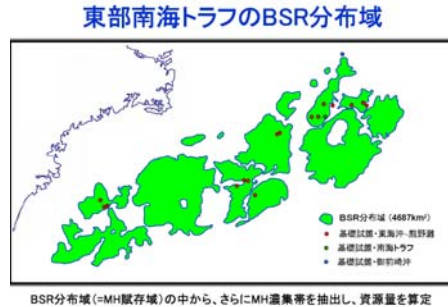 東部南海トラフのBSR分布域
BSR分布域 (4687km²)
基礎試錐・東海沖~熊野灘
基礎試錐・南海トラフ
基礎試錐・御前崎沖
BSR分布域(=MH賦存域)の中から、さらにMH濃集帯を抽出し、資源量を算定